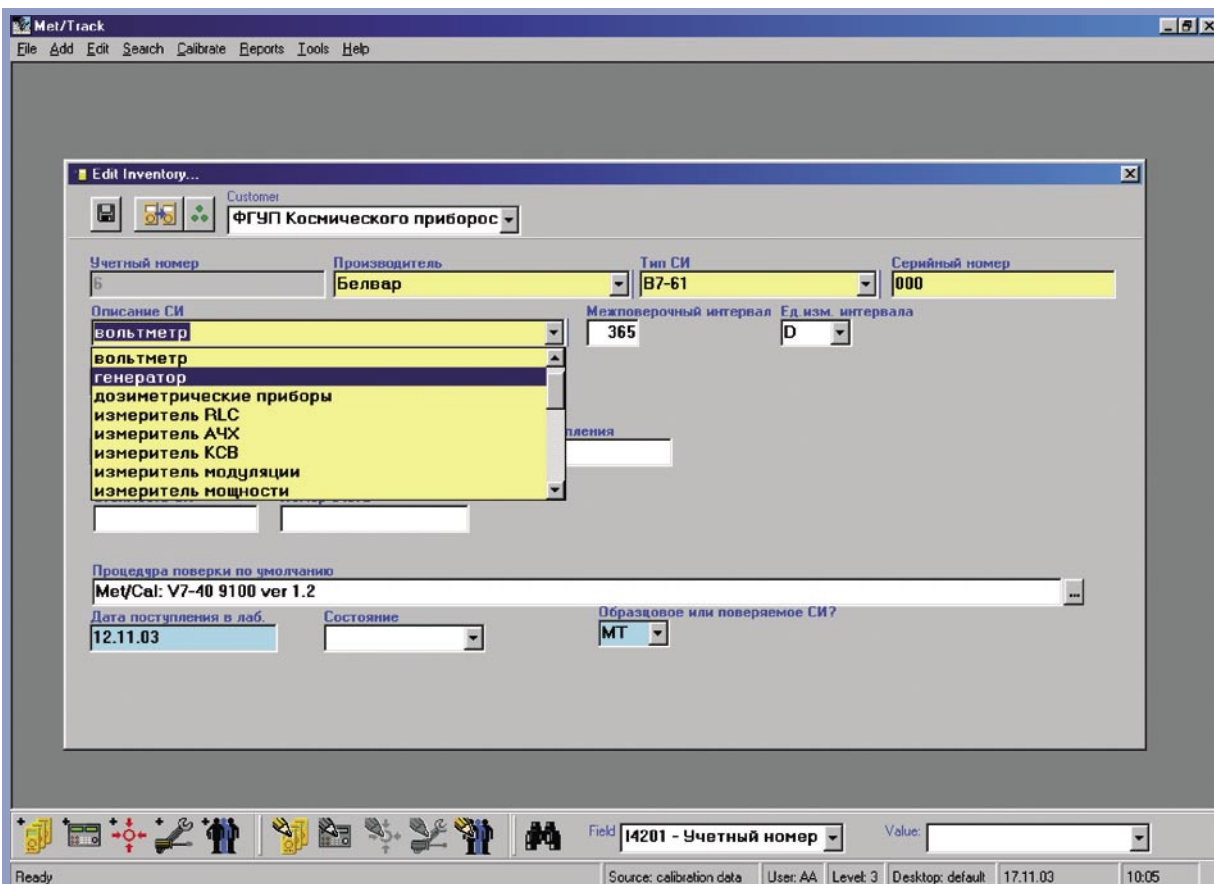 Met/Track
File Add Edit Search Calibrate Reports Tools Help
Edit Inventory...
Customer
ФГУП Космического приборос
Учетный номер Производитель Тип СИ Серийный номер
6 Белвар В7-61 000
Описание СИ Межповерочный интервал Ед.изм. интервала
вольтметр 365 D
вольтметр
генератор
дозиметрические приборы
измеритель RLC
измеритель АЧХ
пления
измеритель КСВ
измеритель модуляции
измеритель мощности
Процедура поверки по умолчанию
Met/Cal: V7-40 9100 ver 1.2
...
Дата поступления в лаб. Состояние Образцовое или поверяемое СИ?
12.11.03 МТ
Field I4201 - Учетный номер Value:
Ready Source: calibration data User: AA Level: 3 Desktop: default 17.11.03 10:05